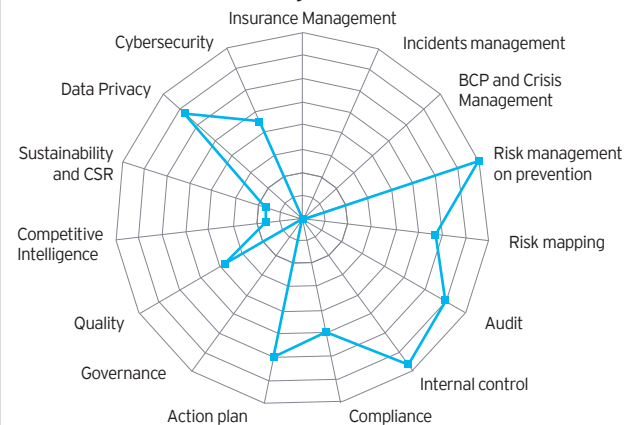 Insurance Management
Cybersecurity
Incidents management
Data Privacy
BCP and Crisis
Management
Sustainability
and CSR
Risk management
on prevention
Competitive
Intelligence
Risk mapping
Quality
Audit
Governance
Internal control
Action plan
Compliance